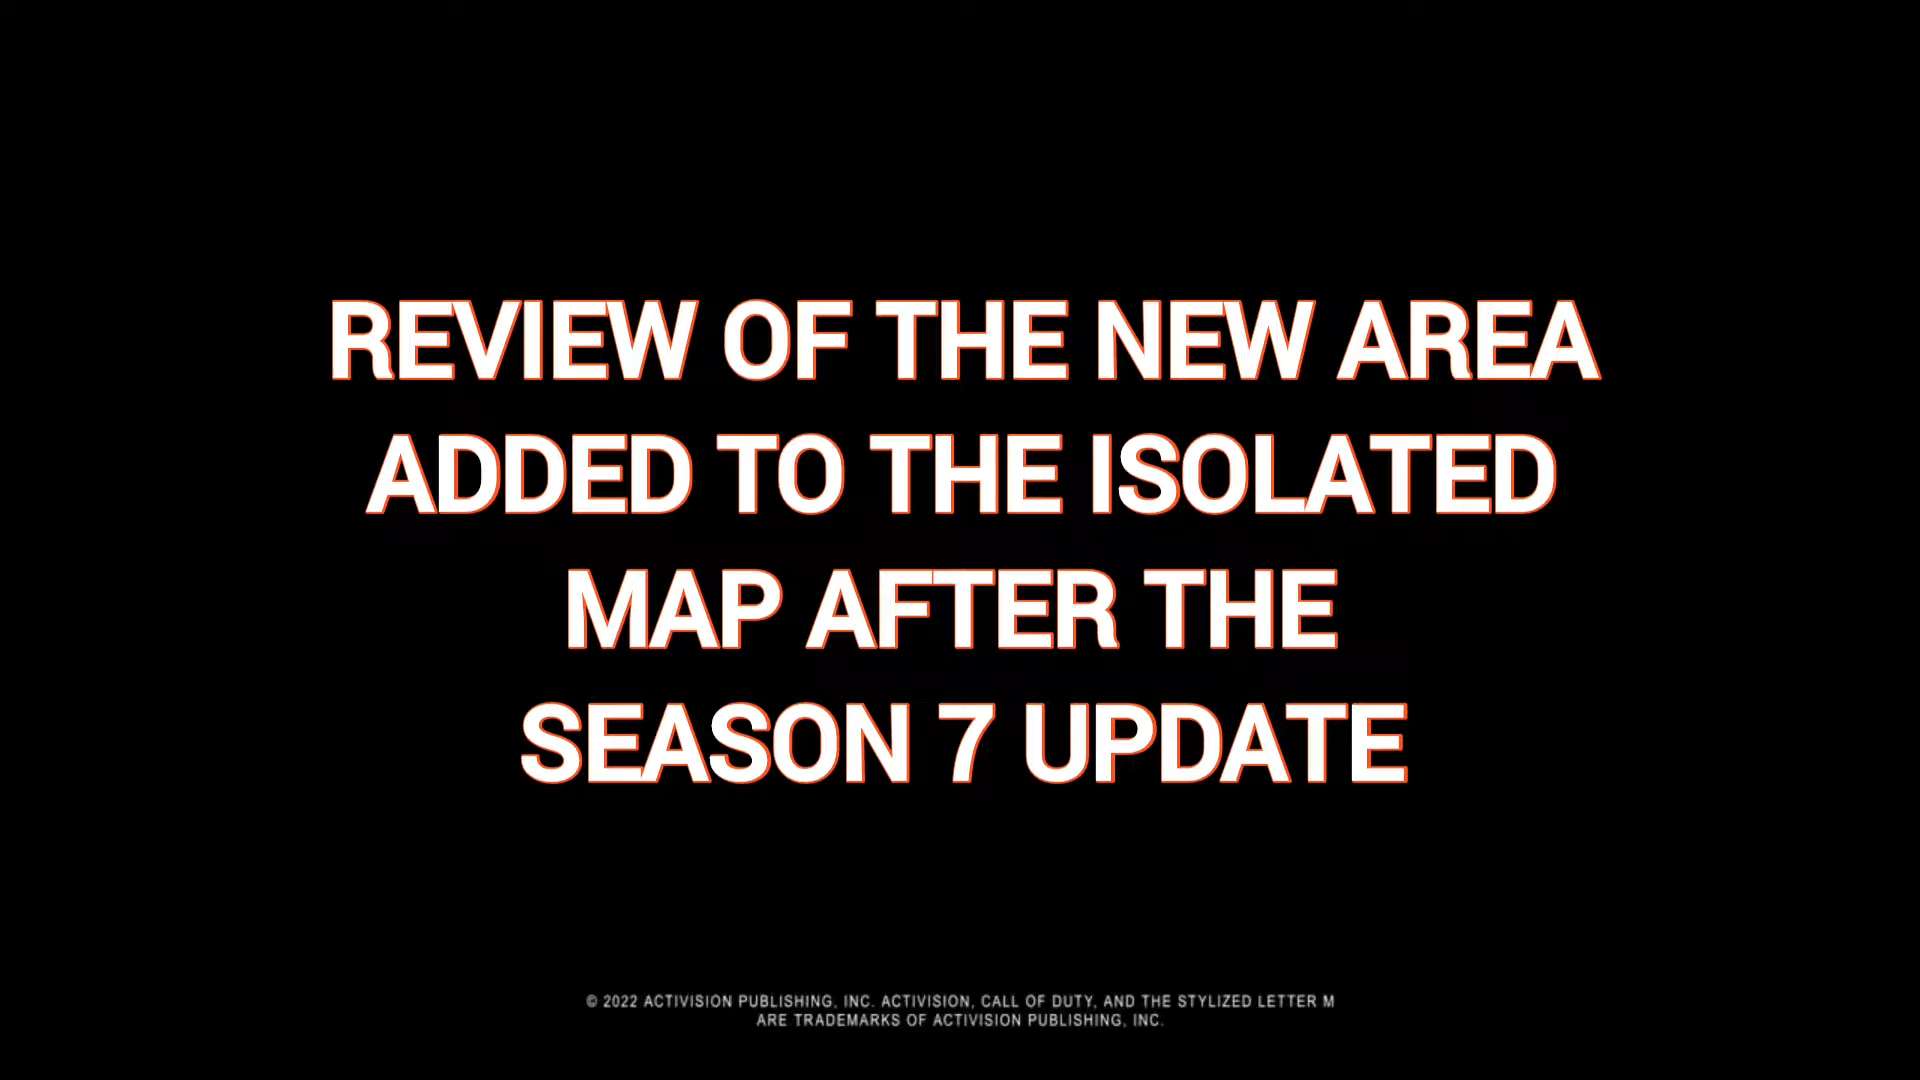 REVIEW OF THE NEW AREA
ADDED TO THE ISOLATED
MAP AFTER THE
SEASON 7 UPDATE
© 2022 ACTIVISION PUBLISHING, INC. ACTIVISION, CALL OF DUTY, AND THE STYLIZED LETTER M
ARE TRADEMARKS OF ACTIVISION PUBLISHING, INC.